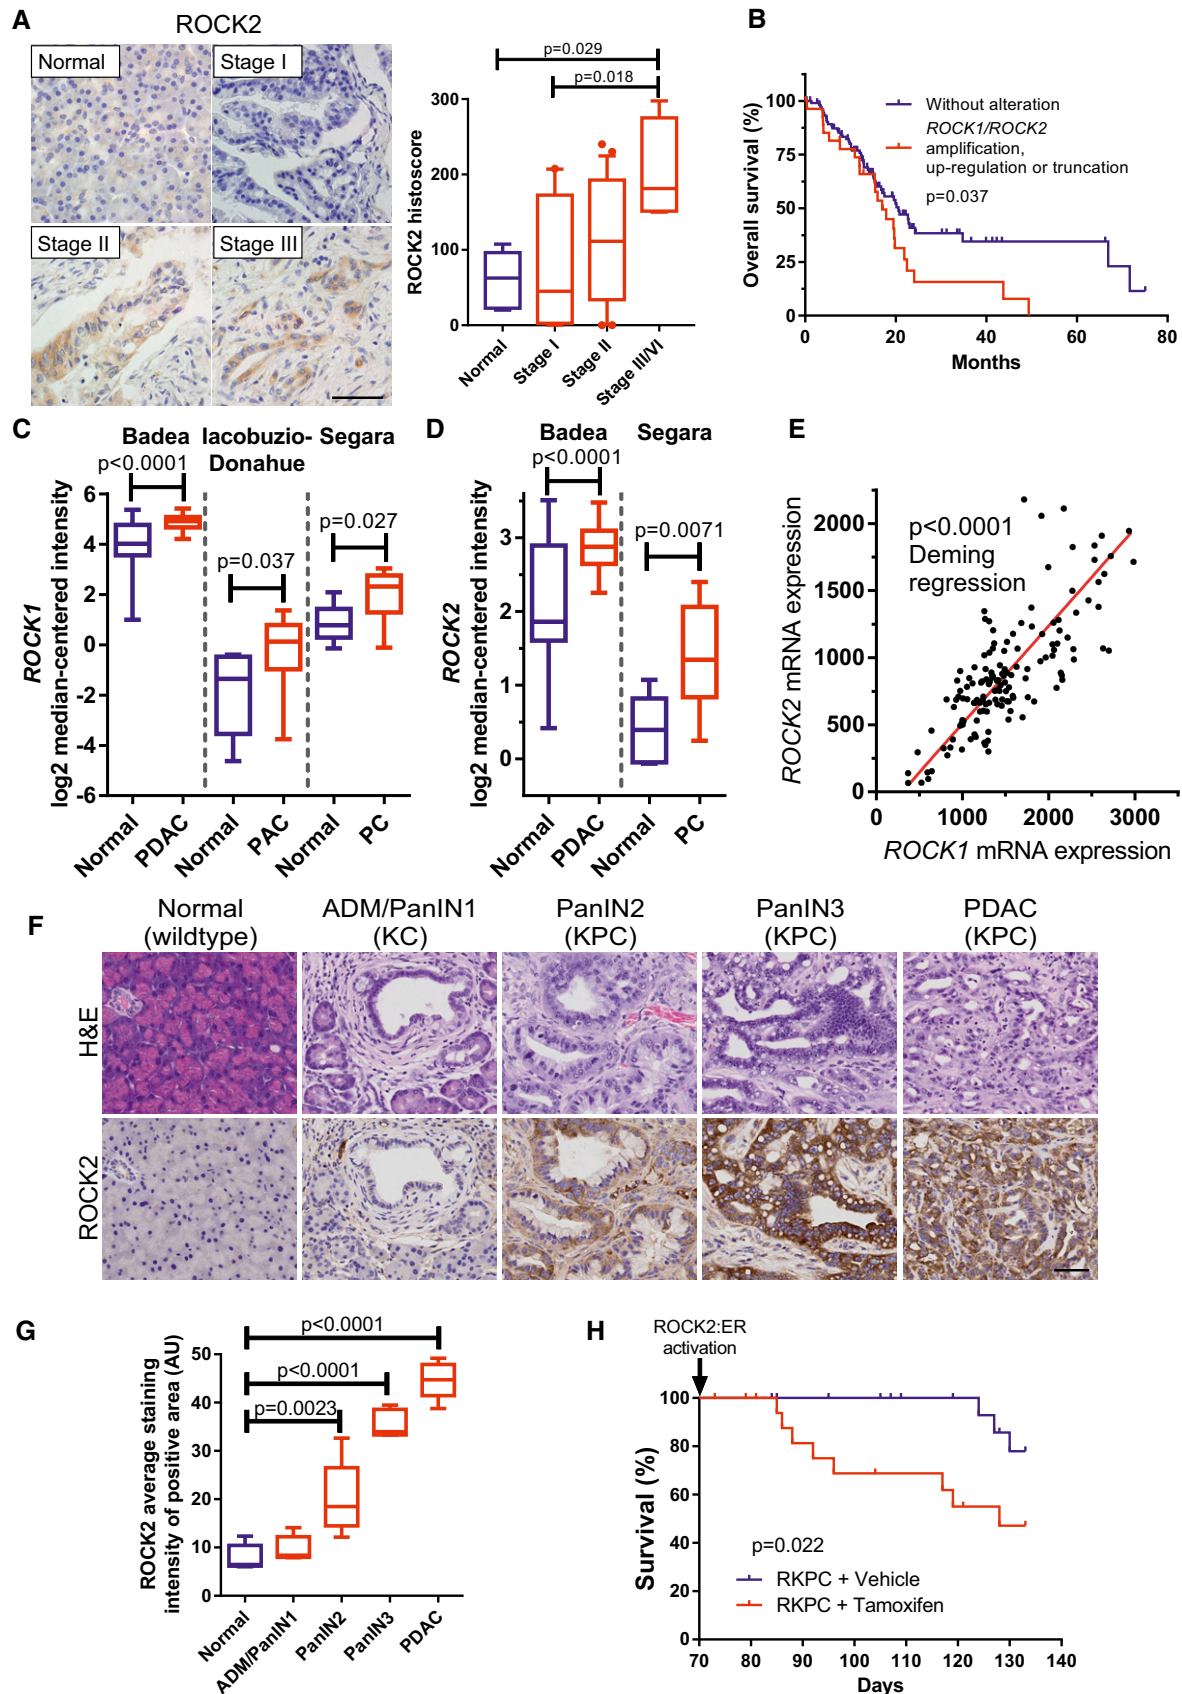 A
ROCK2
Normal
Stage I
Stage II
Stage III
p=0.029
p=0.018
ROCK2 histoscore
300
200
100
0
Normal
Stage I
Stage II
Stage III/VI
B
Overall survival (%)
100
75
50
25
0
0
20
40
60
80
Months
Without alteration
ROCK1/ROCK2
amplification,
up-regulation or truncation
p=0.037
C
Badea
Iacobuzio-
Donahue
Segara
p<0.0001
p=0.037
p=0.027
ROCK1
log2 median-centered intensity
6
4
2
0
-2
-4
-6
Normal
PDAC
Normal
PAC
Normal
PC
D
Badea
Segara
p<0.0001
p=0.0071
ROCK2
log2 median-centered intensity
3
2
1
0
Normal
PDAC
Normal
PC
E
p<0.0001
Deming
regression
ROCK2 mRNA expression
2000
1500
1000
500
0
0
1000
2000
3000
ROCK1 mRNA expression
F
Normal
(wildtype)
ADM/PanIN1
(KC)
PanIN2
(KPC)
PanIN3
(KPC)
PDAC
(KPC)
H&E
ROCK2
G
p<0.0001
p<0.0001
p=0.0023
ROCK2 average staining
intensity of positive area (AU)
50
40
30
20
10
0
Normal
ADM/PanIN1
PanIN2
PanIN3
PDAC
H
ROCK2:ER
activation
Survival (%)
100
80
60
40
20
0
p=0.022
RKPC + Vehicle
RKPC + Tamoxifen
70
80
90
100
110
120
130
140
Days